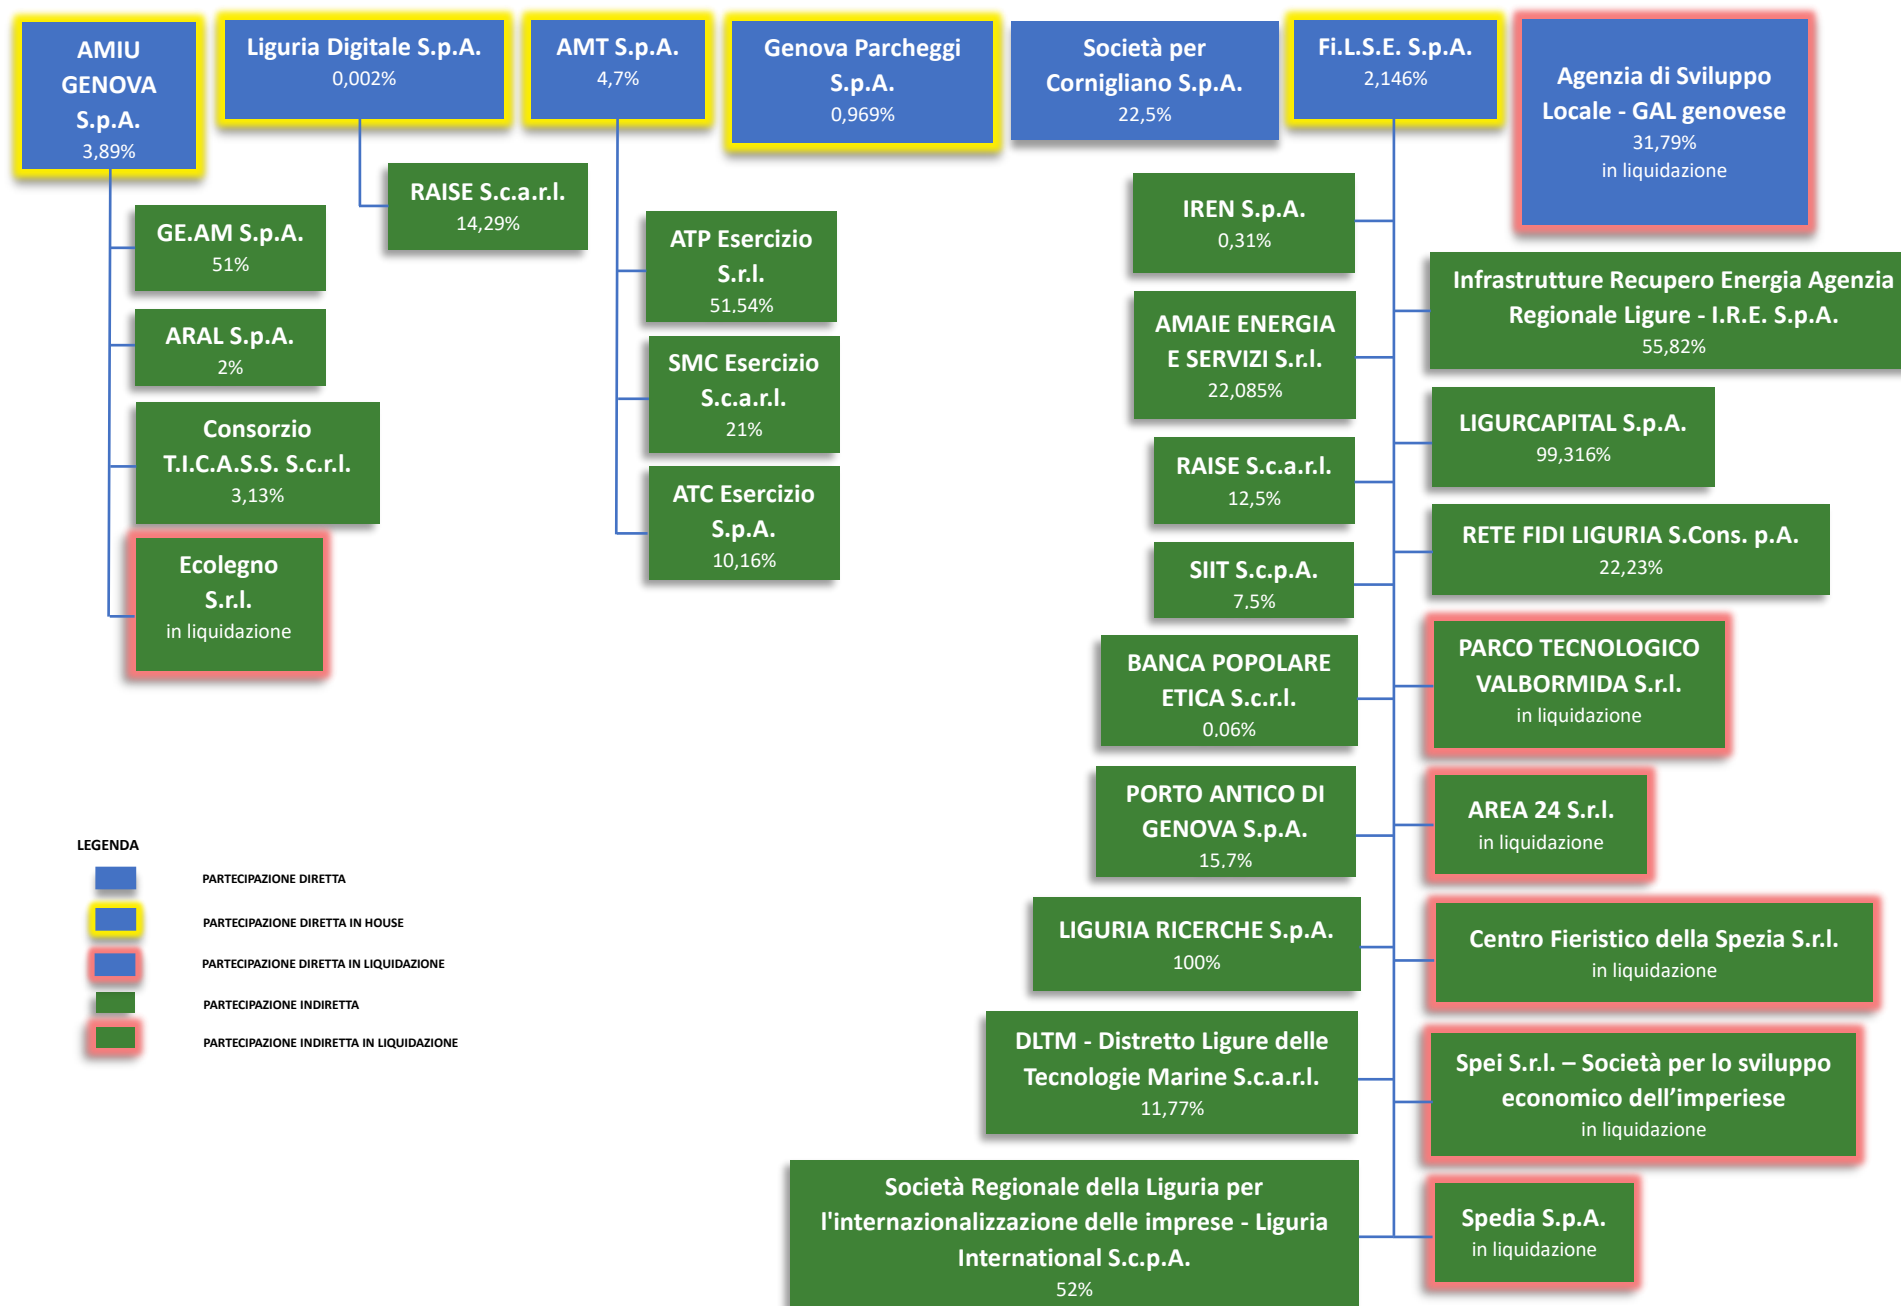 AMIU
GENOVA
S.p.A.
3,89%
Liguria Digitale S.p.A.
0,002%
AMT S.p.A.
4,7%
Genova Parcheggi
S.p.A.
0,969%
Società per
Cornigliano S.p.A.
22,5%
Fi.L.S.E. S.p.A.
2,146%
Agenzia di Sviluppo
Locale - GAL genovese
31,79%
in liquidazione
GE.AM S.p.A.
51%
ARAL S.p.A.
2%
Consorzio
T.I.C.A.S.S. S.c.r.l.
3,13%
Ecolegno
S.r.l.
in liquidazione
RAISE S.c.a.r.l.
14,29%
ATP Esercizio
S.r.l.
51,54%
SMC Esercizio
S.c.a.r.l.
21%
ATC Esercizio
S.p.A.
10,16%
IREN S.p.A.
0,31%
AMAIE ENERGIA
E SERVIZI S.r.l.
22,085%
RAISE S.c.a.r.l.
12,5%
SIIT S.c.p.A.
7,5%
BANCA POPOLARE
ETICA S.c.r.l.
0,06%
PORTO ANTICO DI
GENOVA S.p.A.
15,7%
LIGURIA RICERCHE S.p.A.
100%
DLTM - Distretto Ligure delle
Tecnologie Marine S.c.a.r.l.
11,77%
Società Regionale della Liguria per
l'internazionalizzazione delle imprese - Liguria
International S.c.p.A.
52%
Infrastrutture Recupero Energia Agenzia
Regionale Ligure - I.R.E. S.p.A.
55,82%
LIGURCAPITAL S.p.A.
99,316%
RETE FIDI LIGURIA S.Cons. p.A.
22,23%
PARCO TECNOLOGICO
VALBORMIDA S.r.l.
in liquidazione
AREA 24 S.r.l.
in liquidazione
Centro Fieristico della Spezia S.r.l.
in liquidazione
Spei S.r.l. – Società per lo sviluppo
economico dell’imperiese
in liquidazione
Spedia S.p.A.
in liquidazione
LEGENDA
PARTECIPAZIONE DIRETTA
PARTECIPAZIONE DIRETTA IN HOUSE
PARTECIPAZIONE DIRETTA IN LIQUIDAZIONE
PARTECIPAZIONE INDIRETTA
PARTECIPAZIONE INDIRETTA IN LIQUIDAZIONE